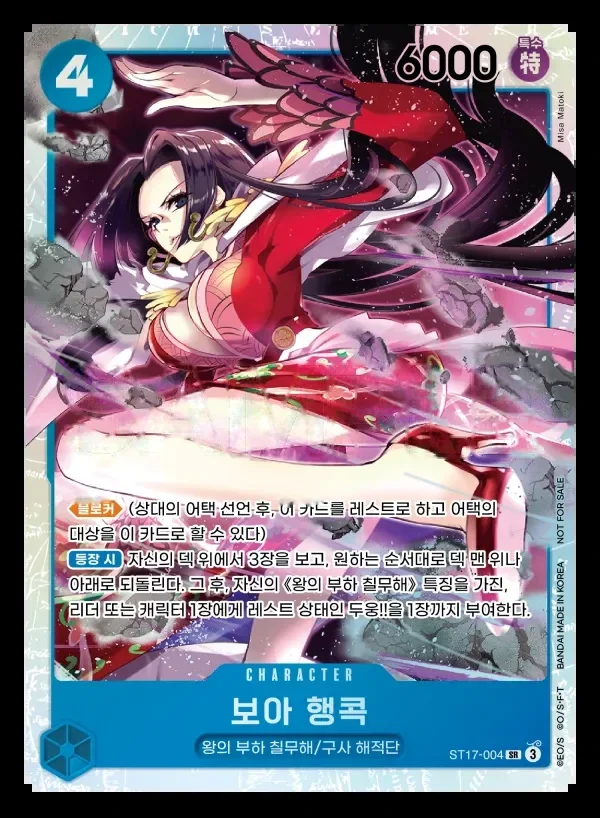 4
6000
특수
特
Misa Matoki
블로커 (상대의 어택 선언 후, 이 카드를 레스트로 하고 어택의
대상을 이 카드로 할 수 있다)
등장 시 자신의 덱 위에서 3장을 보고, 원하는 순서대로 덱 맨 위나
아래로 되돌린다. 그 후, 자신의 《왕의 부하 칠무해》 특징을 가진,
리더 또는 캐릭터 1장에게 레스트 상태인 두웅!!을 1장까지 부여한다.
CHARACTER
보아 행콕
왕의 부하 칠무해/구사 해적단
ST17-004 SR 3
©EO/S ©O/S·F·T BANDAI MADE IN KOREA NOT FOR SALE